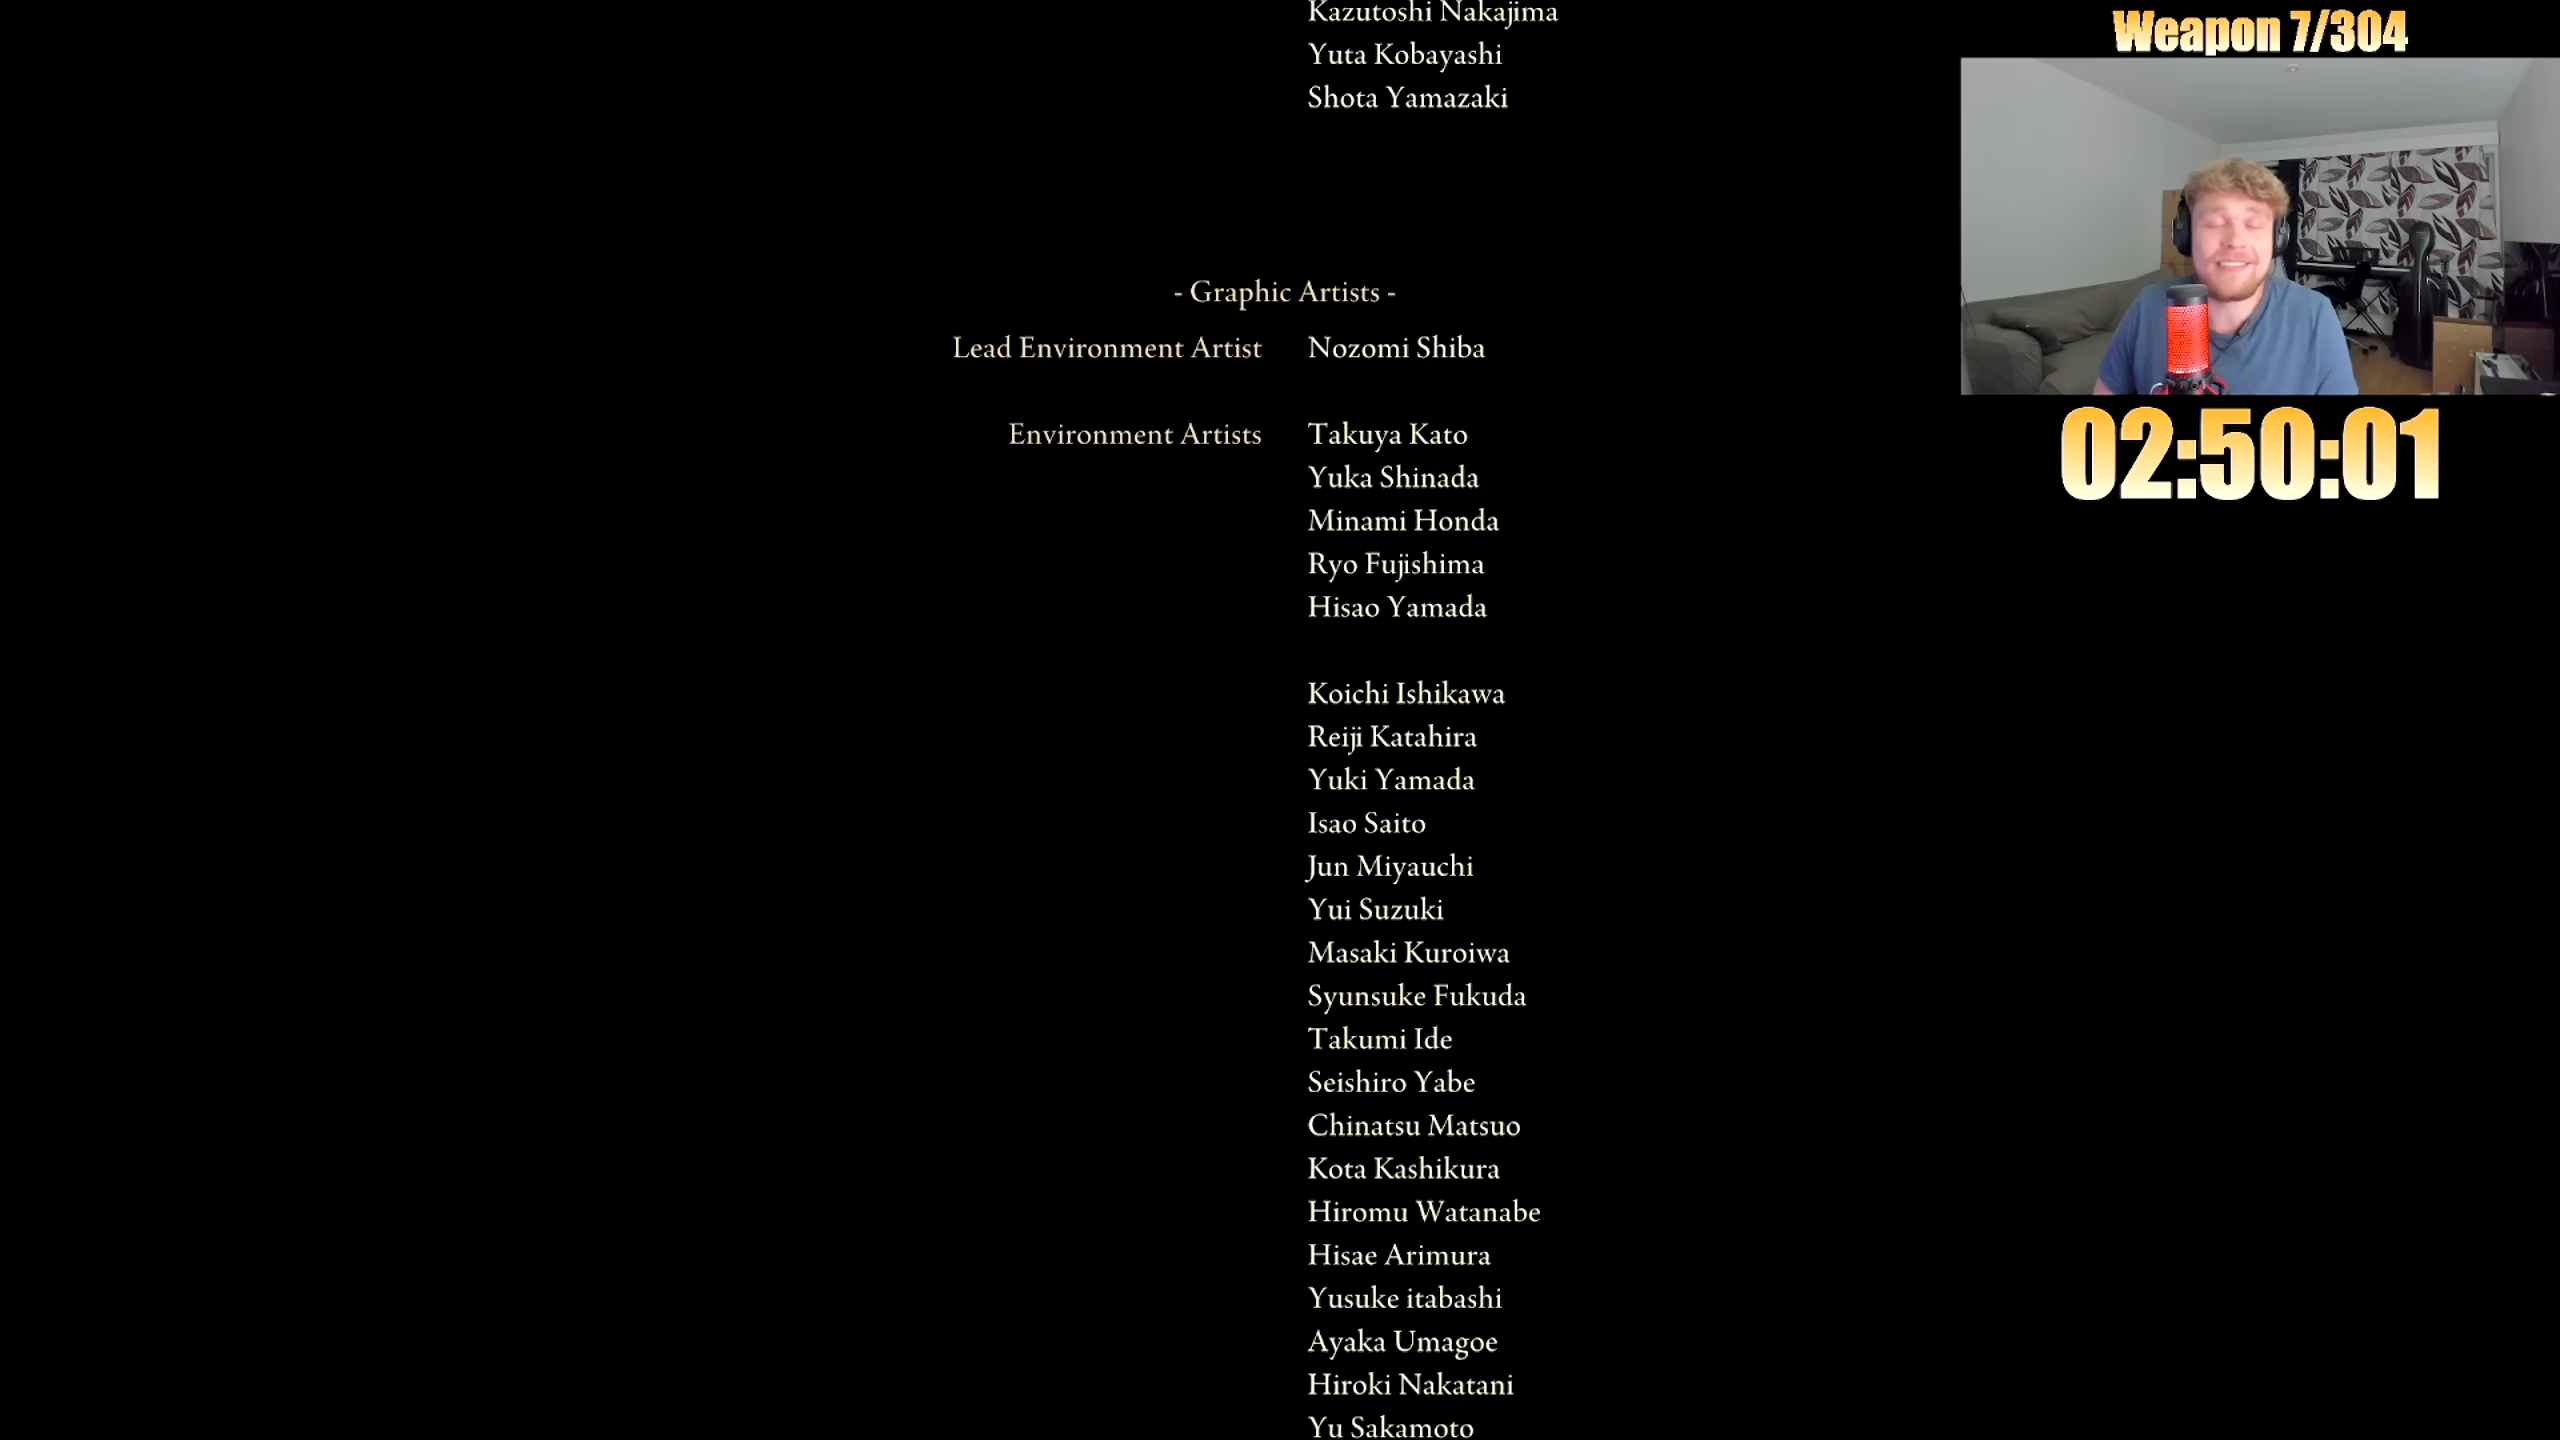 Kazutoshi Nakajima
Yuta Kobayashi
Shota Yamazaki
Weapon 7/304
02:50:01
- Graphic Artists -
Lead Environment Artist Nozomi Shiba
Environment Artists Takuya Kato
Yuka Shinada
Minami Honda
Ryo Fujishima
Hisao Yamada
Koichi Ishikawa
Reiji Katahira
Yuki Yamada
Isao Saito
Jun Miyauchi
Yui Suzuki
Masaki Kuroiwa
Syunsuke Fukuda
Takumi Ide
Seishiro Yabe
Chinatsu Matsuo
Kota Kashikura
Hiromu Watanabe
Hisae Arimura
Yusuke itabashi
Ayaka Umagoe
Hiroki Nakatani
Yu Sakamoto